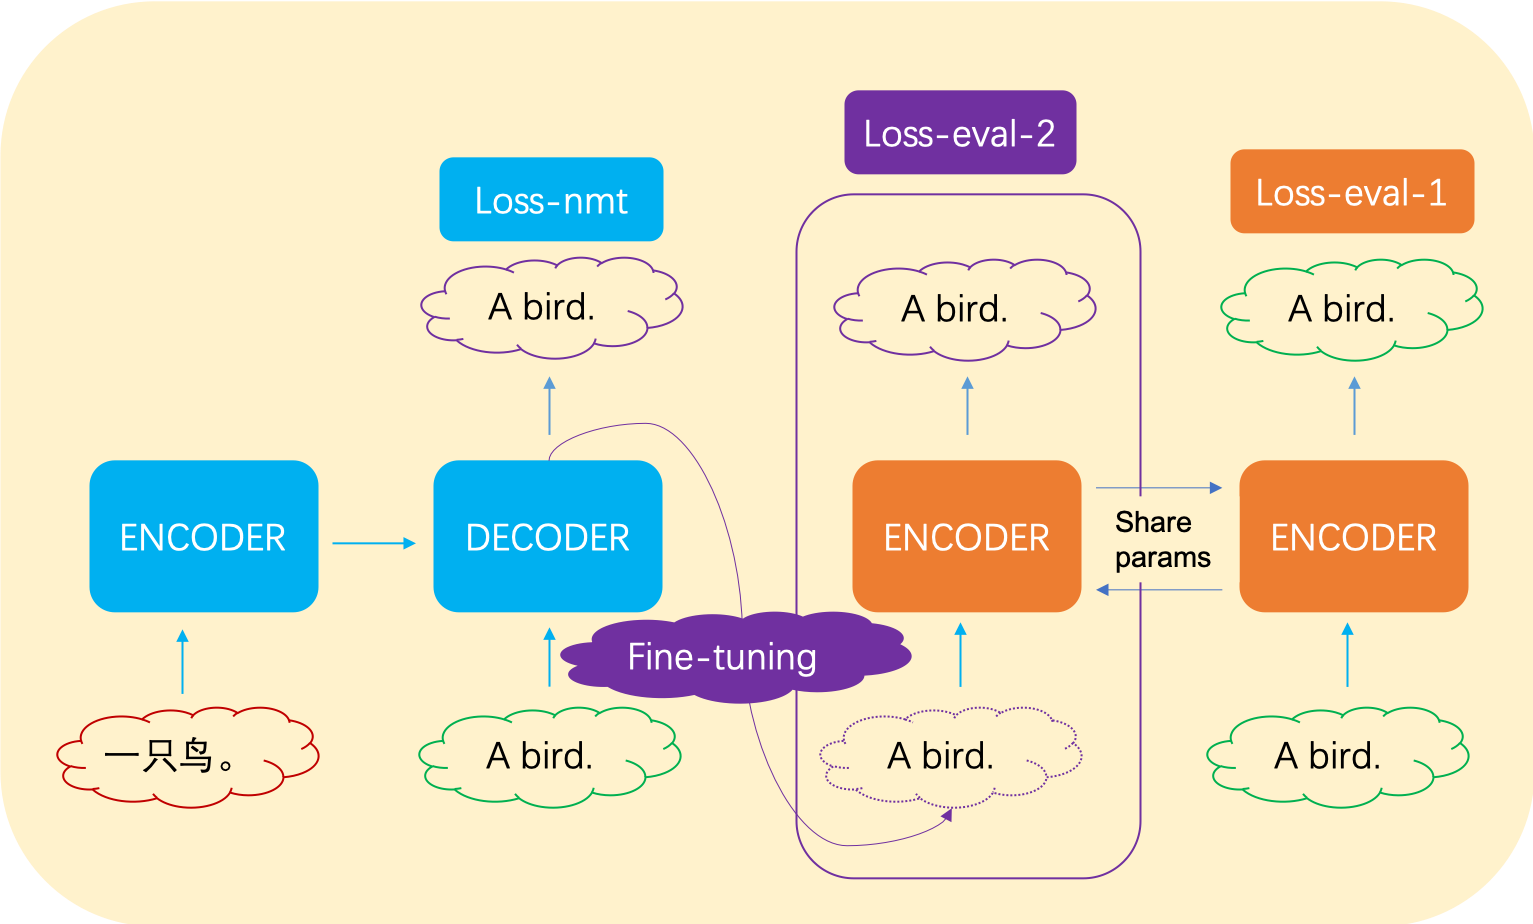 Loss-eval-2
Loss-nmt
Loss-eval-1
A bird.
A bird.
A bird.
ENCODER
DECODER
ENCODER
Share
params
ENCODER
Fine-tuning
一只鸟。
A bird.
A bird.
A bird.